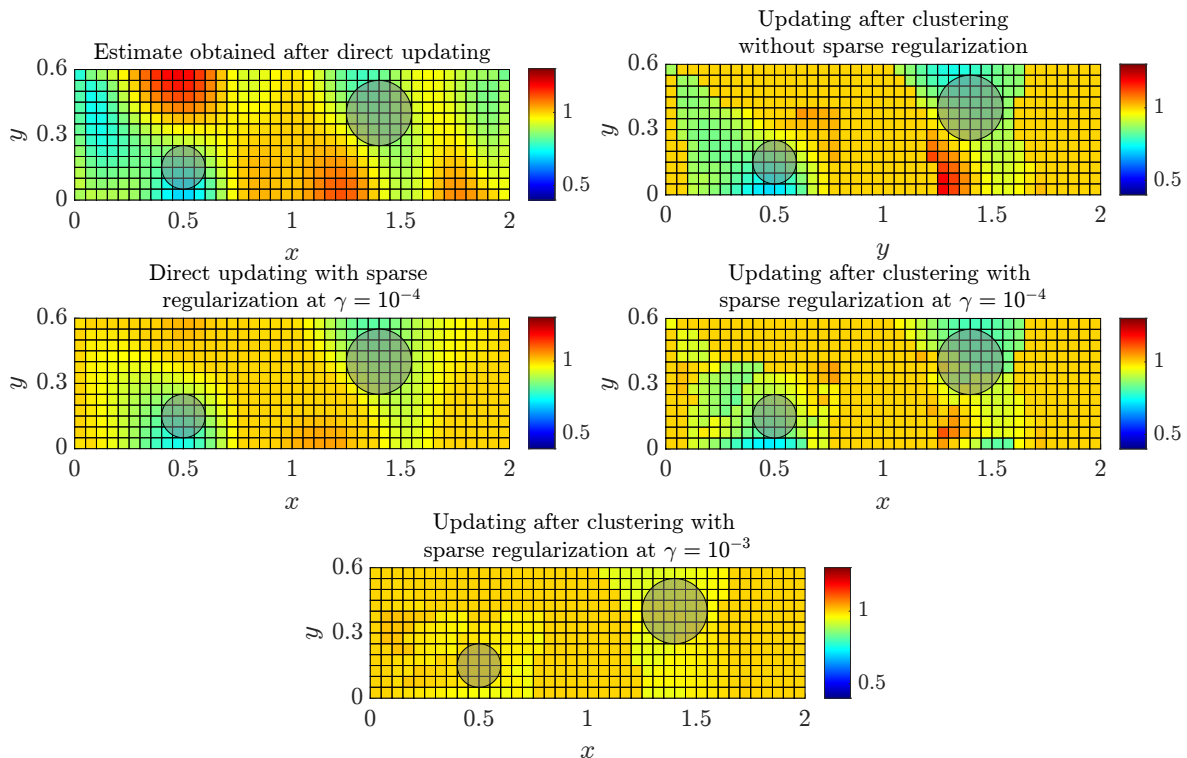 Estimate obtained after direct updating
0.6
0.3
0
y
0
0.5
1
1.5
2
x
1
0.5
Updating after clustering
without sparse regularization
0.6
0.3
0
y
0
0.5
1
1.5
2
y
1
0.5
Direct updating with sparse
regularization at γ = 10⁻⁴
0.6
0.3
0
y
0
0.5
1
1.5
2
x
1
0.5
Updating after clustering with
sparse regularization at γ = 10⁻⁴
0.6
0.3
0
y
0
0.5
1
1.5
2
x
1
0.5
Updating after clustering with
sparse regularization at γ = 10⁻³
0.6
0.3
0
y
0
0.5
1
1.5
2
x
1
0.5